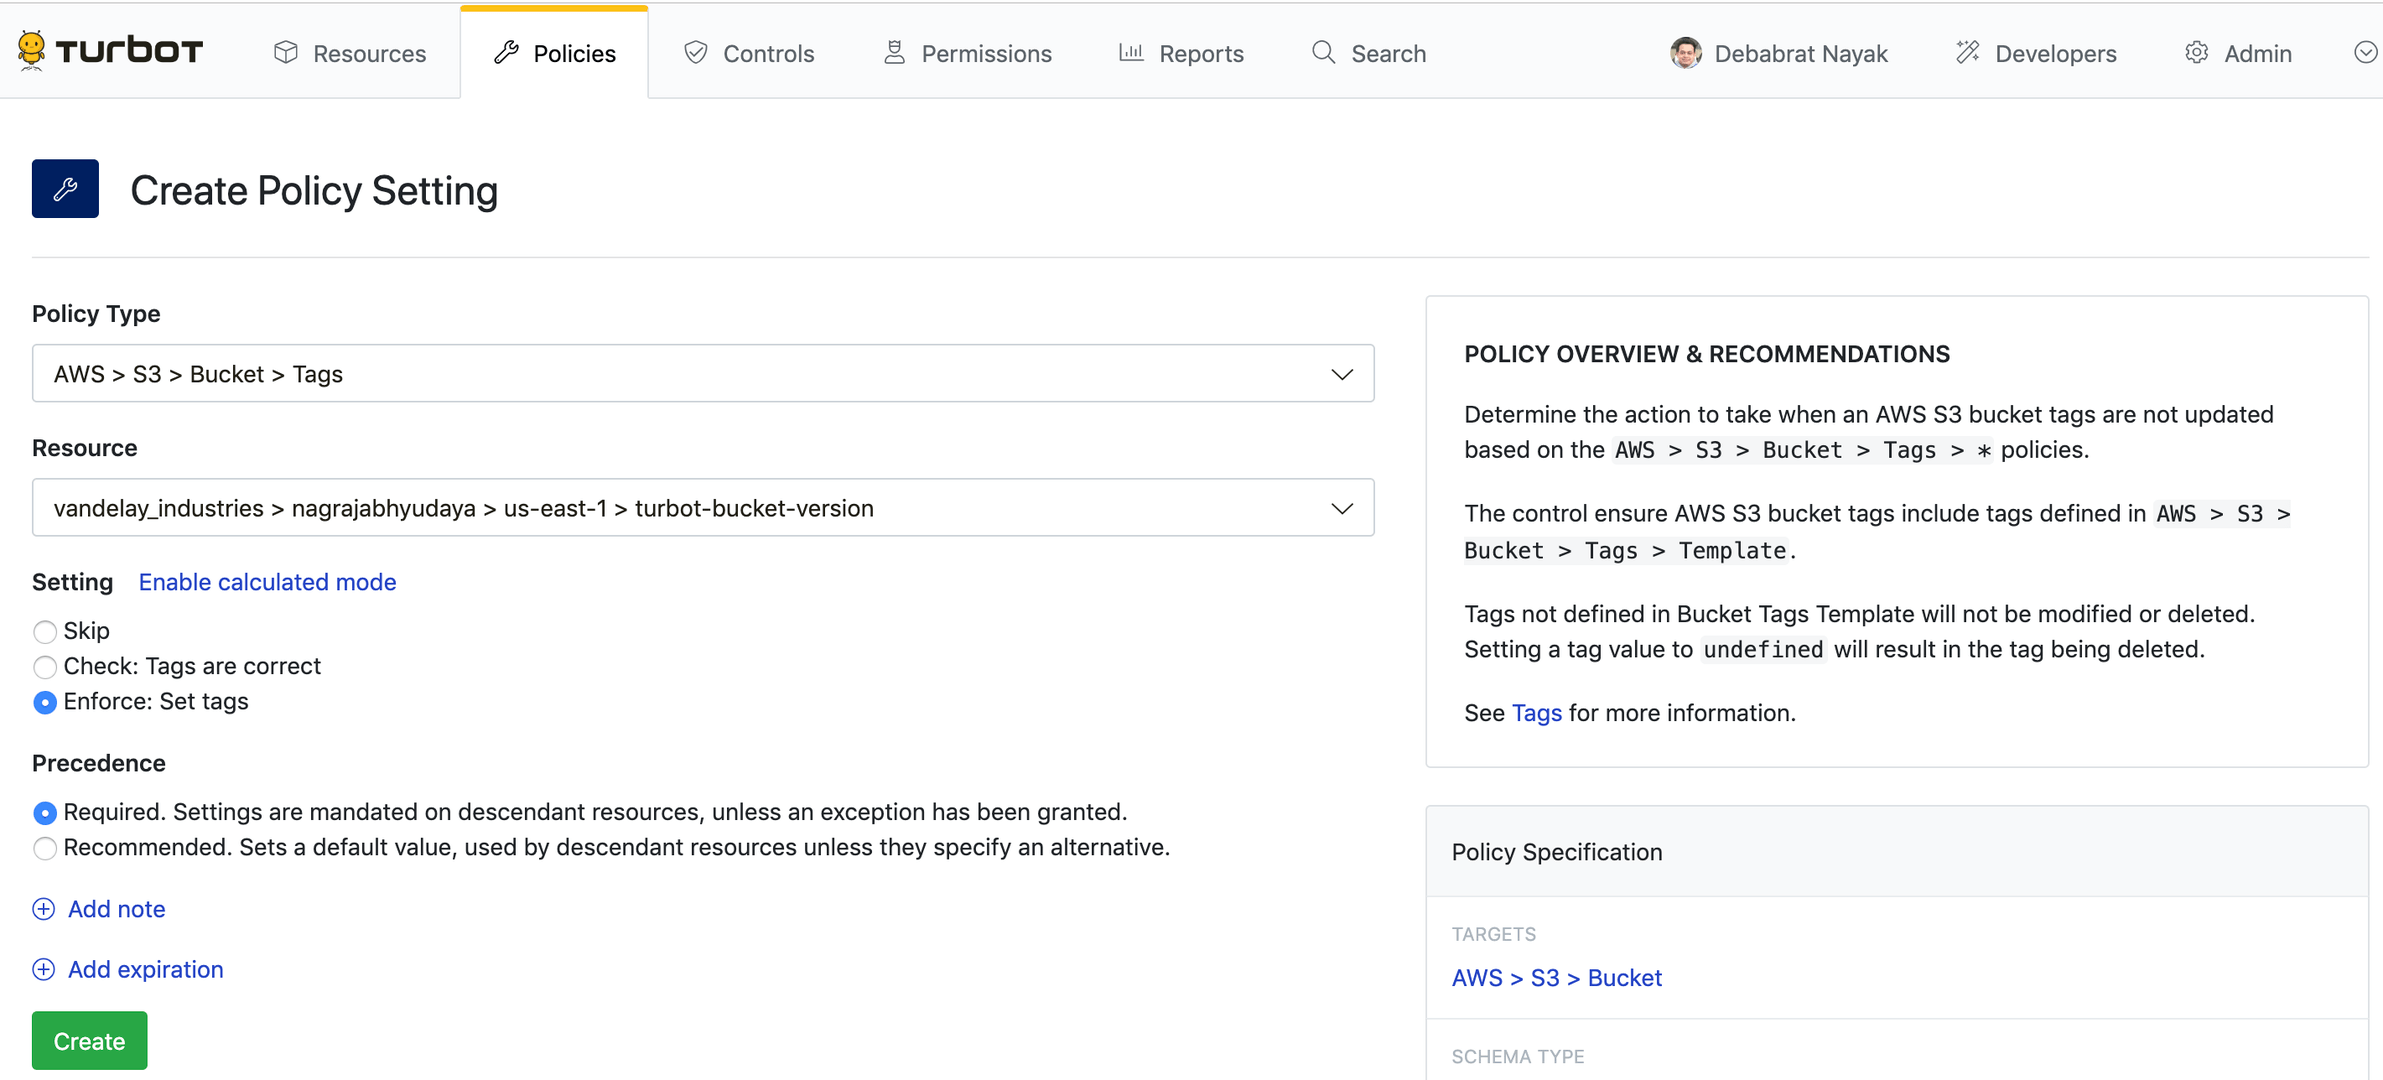 TURBOT Resources Policies Controls Permissions Reports Search Debabrat Nayak Developers Admin
Create Policy Setting
Policy Type
AWS > S3 > Bucket > Tags
Resource
vandelay_industries > nagrajabhyudaya > us-east-1 > turbot-bucket-version
Setting Enable calculated mode
Skip
Check: Tags are correct
Enforce: Set tags
Precedence
Required. Settings are mandated on descendant resources, unless an exception has been granted.
Recommended. Sets a default value, used by descendant resources unless they specify an alternative.
Add note
Add expiration
Create
POLICY OVERVIEW & RECOMMENDATIONS
Determine the action to take when an AWS S3 bucket tags are not updated
based on the AWS > S3 > Bucket > Tags > * policies.
The control ensure AWS S3 bucket tags include tags defined in AWS > S3 >
Bucket > Tags > Template.
Tags not defined in Bucket Tags Template will not be modified or deleted.
Setting a tag value to undefined will result in the tag being deleted.
See Tags for more information.
Policy Specification
TARGETS
AWS > S3 > Bucket
SCHEMA TYPE